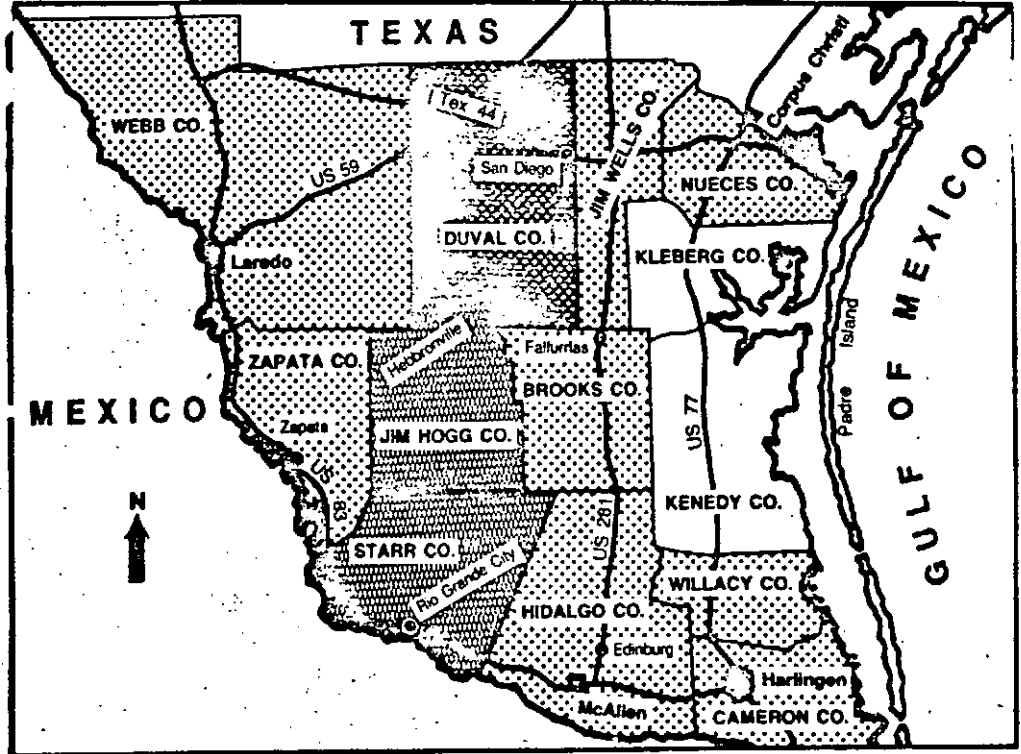 TEXAS
Corpus Christi
Tex 44
WEBB CO.
JIM WELLS CO.
US 59
San Diego
NUECES CO.
DUVAL CO.
KLEBERG CO.
Laredo
GULF OF MEXICO
Hebbronville
Falfurrias
Padre Island
ZAPATA CO.
BROOKS CO.
MEXICO
Zapata
JIM HOGG CO.
US 77
US 83
N
KENEDY CO.
US 281
STARR CO.
Rio Grande City
WILLACY CO.
HIDALGO CO.
Edinburg
Harlingen
McAllen
CAMERON CO.